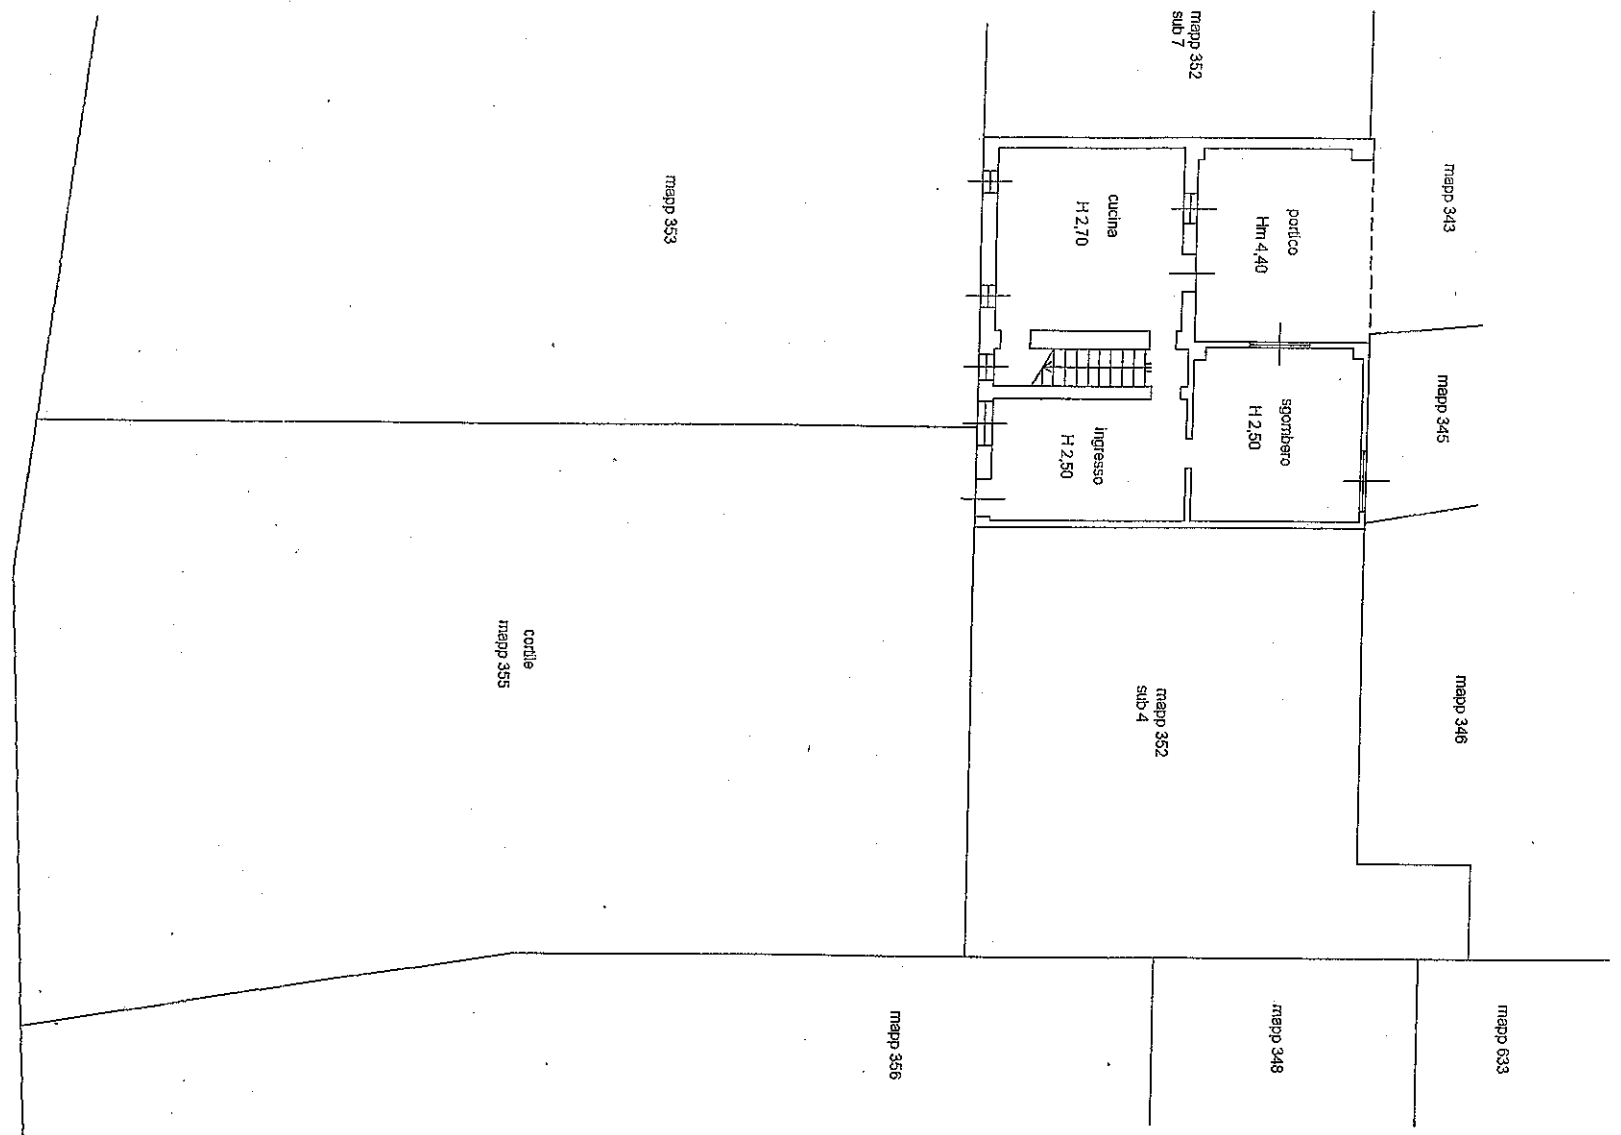 mapp 352
sub 7
mapp 343
mapp 353
cucina
H 2,70
portico
Hm 4,40
mapp 345
sgombero
H 2,50
ingresso
H 2,50
cortile
mapp 355
mapp 352
sub 4
mapp 346
mapp 356
mapp 348
mapp 633